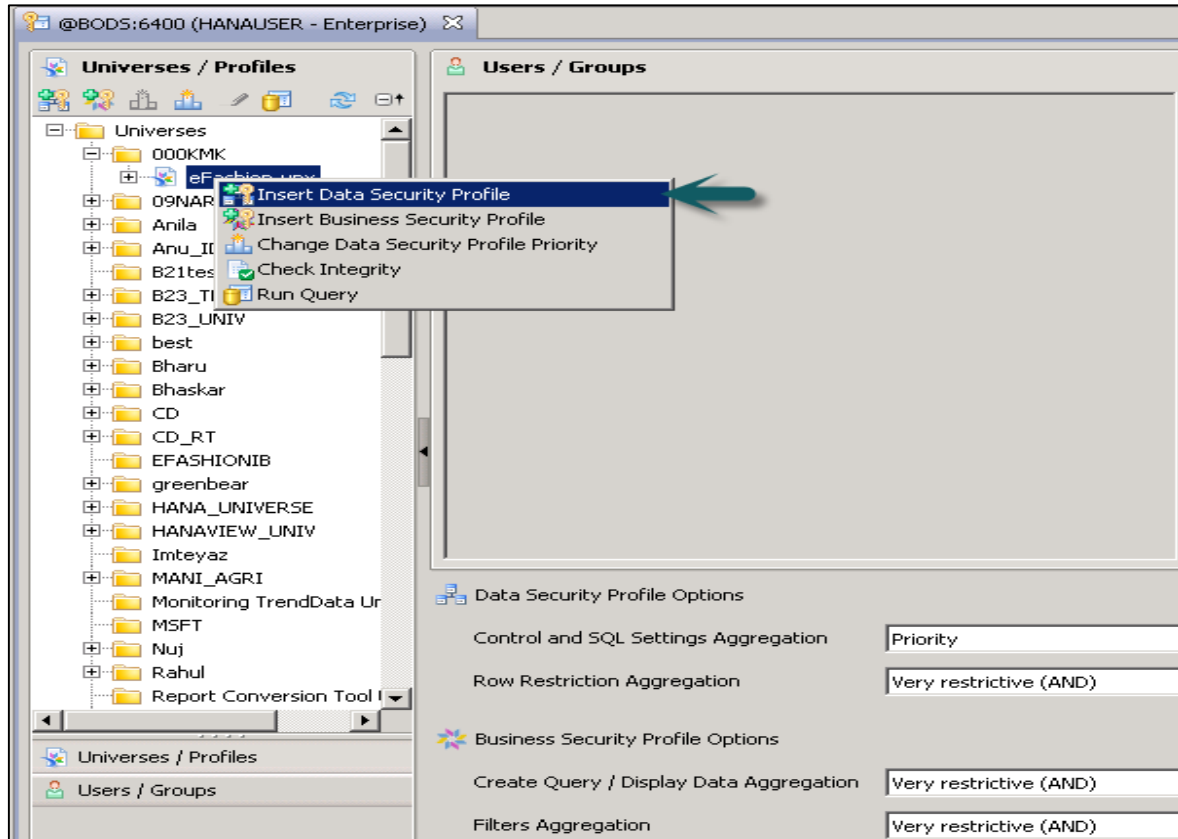 @BODS:6400 (HANAUSER - Enterprise)
Universes / Profiles
Universes
000KMK
Insert Data Security Profile
Insert Business Security Profile
Change Data Security Profile Priority
Check Integrity
Run Query
09NAR
Anila
Anu_
B21tes
B23_
B23_UNIV
best
Bharu
Bhaskar
CD
CD_RT
EFASHIONIB
greenbear
HANA_UNIVERSE
HANAVIEW_UNIV
Imteyaz
MANI_AGRI
Monitoring TrendData Ur
MSFT
Nuj
Rahul
Report Conversion Tool
Universes / Profiles
Users / Groups
Users / Groups
Data Security Profile Options
Control and SQL Settings Aggregation Priority
Row Restriction Aggregation Very restrictive (AND)
Business Security Profile Options
Create Query / Display Data Aggregation Very restrictive (AND)
Filters Aggregation Very restrictive (AND)